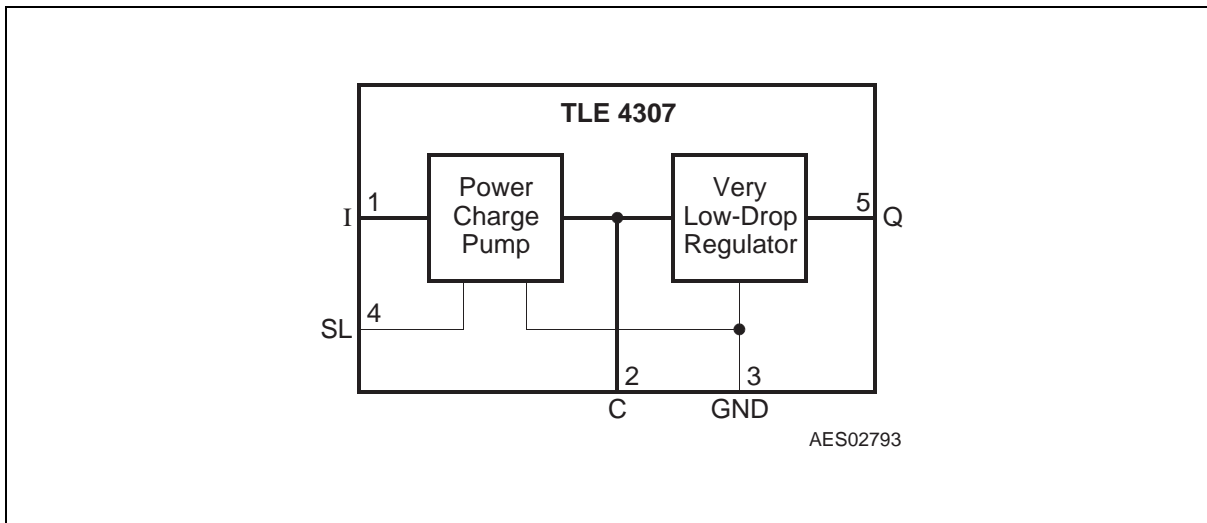 TLE 4307
Power
Charge
Pump
Very
Low-Drop
Regulator
I
1
5
Q
SL
4
2
3
C
GND
AES02793